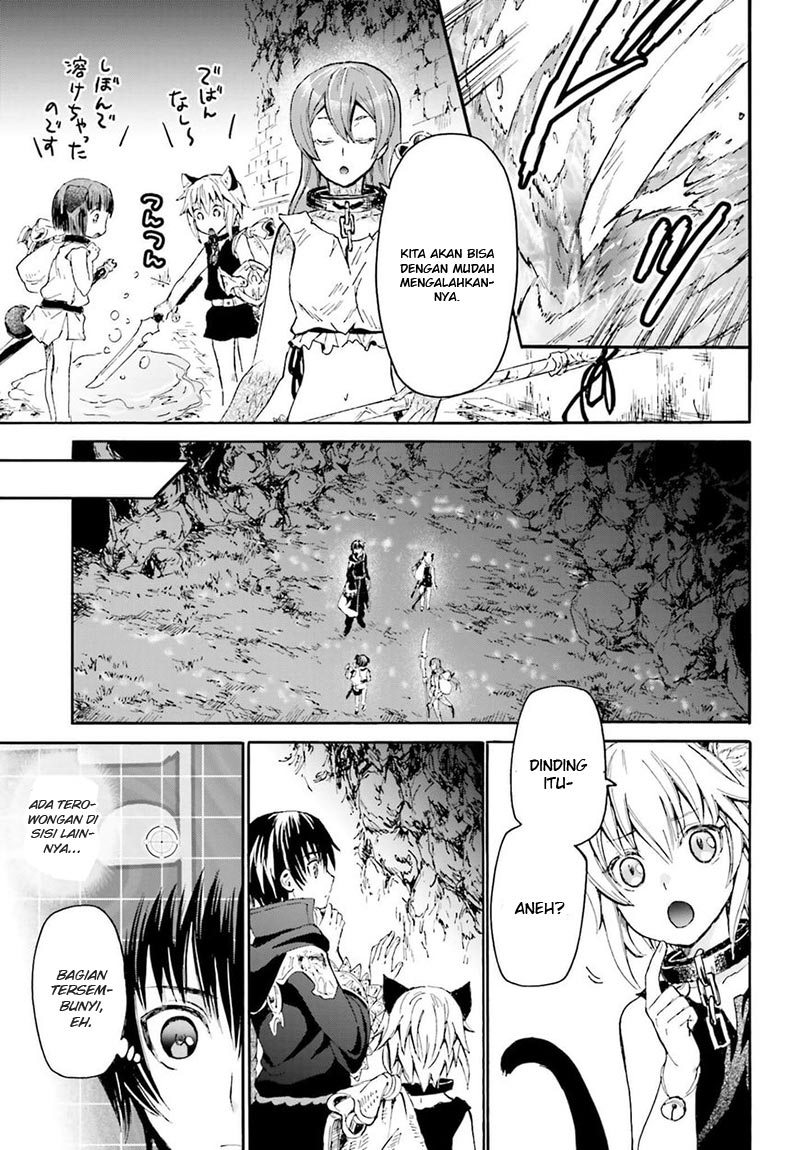 KITA AKAN BISA
DENGAN MUDAH
MENGALAHKAN-
NYA.
でばん
なし～
しぼんで
溶けちゃった
のです
つんつん
DINDING
ITU-
ANEH?
ADA TERO-
WONGAN DI
SISI LAIN-
NYA...
BAGIAN
TERSEM-
BUNYI,
EH.